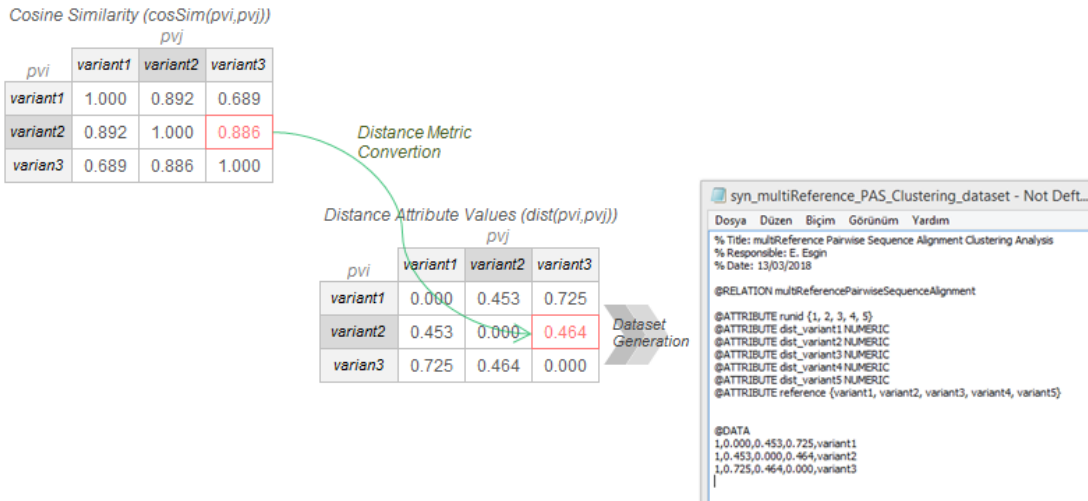 Cosine Similarity (cosSim(pvi,pvj))
pvj
pvi variant1 variant2 variant3
variant1 1.000 0.892 0.689
variant2 0.892 1.000 0.886
varian3 0.689 0.886 1.000
Distance Metric
Convertion
Distance Attribute Values (dist(pvi,pvj))
pvj
pvi variant1 variant2 variant3
variant1 0.000 0.453 0.725
variant2 0.453 0.000 0.464
varian3 0.725 0.464 0.000
Dataset
Generation
syn_multiReference_PAS_Clustering_dataset - Not Deft...
Dosya Düzen Biçim Görünüm Yardım
% Title: multiReference Pairwise Sequence Alignment Clustering Analysis
% Responsible: E. Esgin
% Date: 13/03/2018
@RELATION multiReferencePairwiseSequenceAlignment
@ATTRIBUTE runid {1, 2, 3, 4, 5}
@ATTRIBUTE dist_variant1 NUMERIC
@ATTRIBUTE dist_variant2 NUMERIC
@ATTRIBUTE dist_variant3 NUMERIC
@ATTRIBUTE dist_variant4 NUMERIC
@ATTRIBUTE dist_variant5 NUMERIC
@ATTRIBUTE reference {variant1, variant2, variant3, variant4, variant5}
@DATA
1,0.000,0.453,0.725,variant1
1,0.453,0.000,0.464,variant2
1,0.725,0.464,0.000,variant3